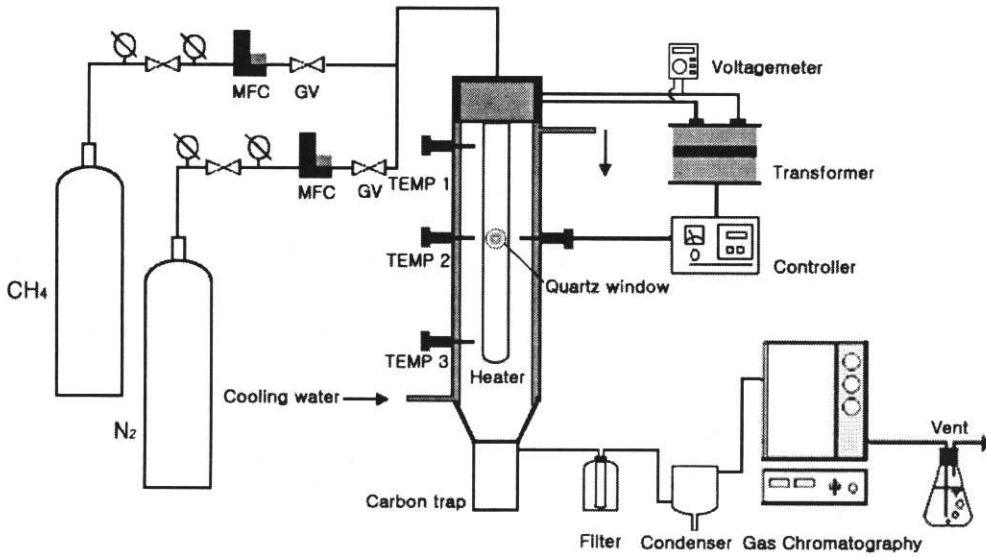 Voltagemeter
MFC
GV
MFC
GV
TEMP 1
Transformer
TEMP 2
Controller
Quartz window
CH4
TEMP 3
Heater
Cooling water
N2
Vent
Carbon trap
Filter
Condenser
Gas Chromatography